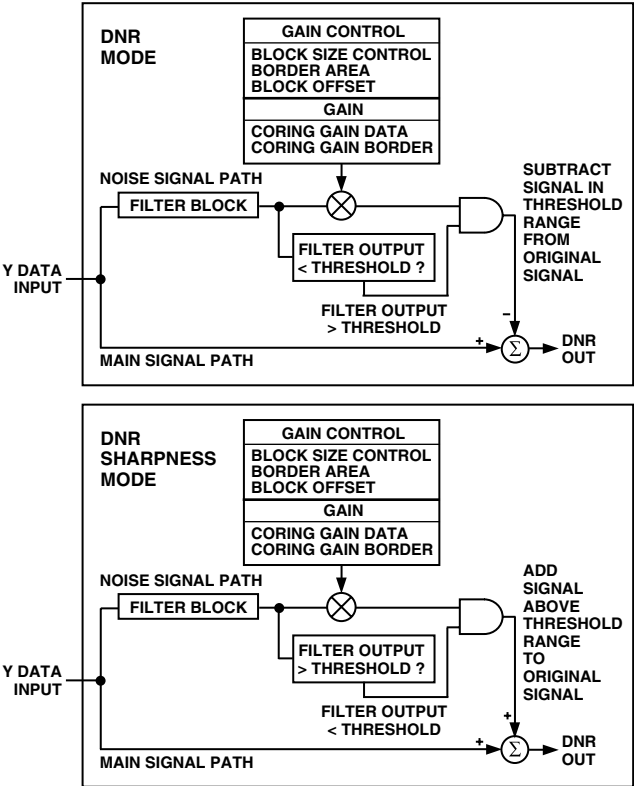 DNR
MODE
GAIN CONTROL
BLOCK SIZE CONTROL
BORDER AREA
BLOCK OFFSET
GAIN
CORING GAIN DATA
CORING GAIN BORDER
NOISE SIGNAL PATH
FILTER BLOCK
FILTER OUTPUT
< THRESHOLD ?
FILTER OUTPUT
> THRESHOLD
SUBTRACT
SIGNAL IN
THRESHOLD
RANGE
FROM
ORIGINAL
SIGNAL
Y DATA
INPUT
MAIN SIGNAL PATH
–
+
Σ
DNR
OUT
DNR
SHARPNESS
MODE
GAIN CONTROL
BLOCK SIZE CONTROL
BORDER AREA
BLOCK OFFSET
GAIN
CORING GAIN DATA
CORING GAIN BORDER
NOISE SIGNAL PATH
FILTER BLOCK
FILTER OUTPUT
> THRESHOLD ?
FILTER OUTPUT
< THRESHOLD
ADD
SIGNAL
ABOVE
THRESHOLD
RANGE
TO
ORIGINAL
SIGNAL
Y DATA
INPUT
MAIN SIGNAL PATH
+
+
Σ
DNR
OUT